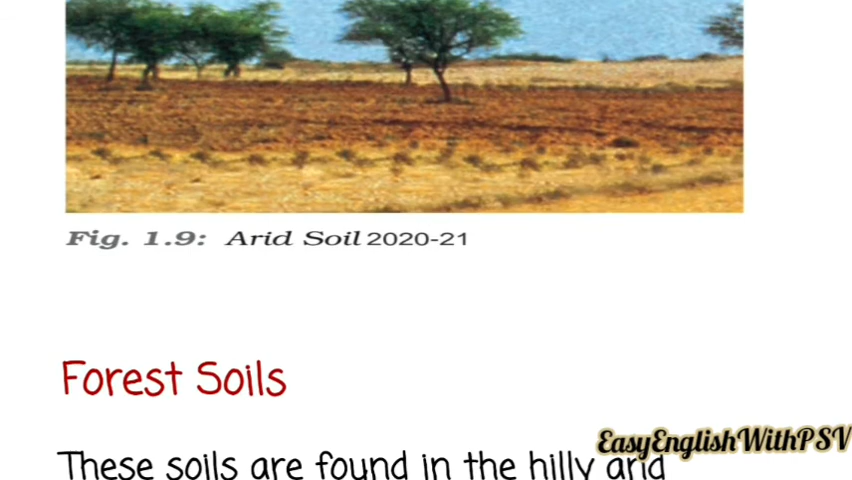 Fig. 1.9: Arid Soil 2020-21
Forest Soils
EasyEnglishWithPSV
These soils are found in the hilly and